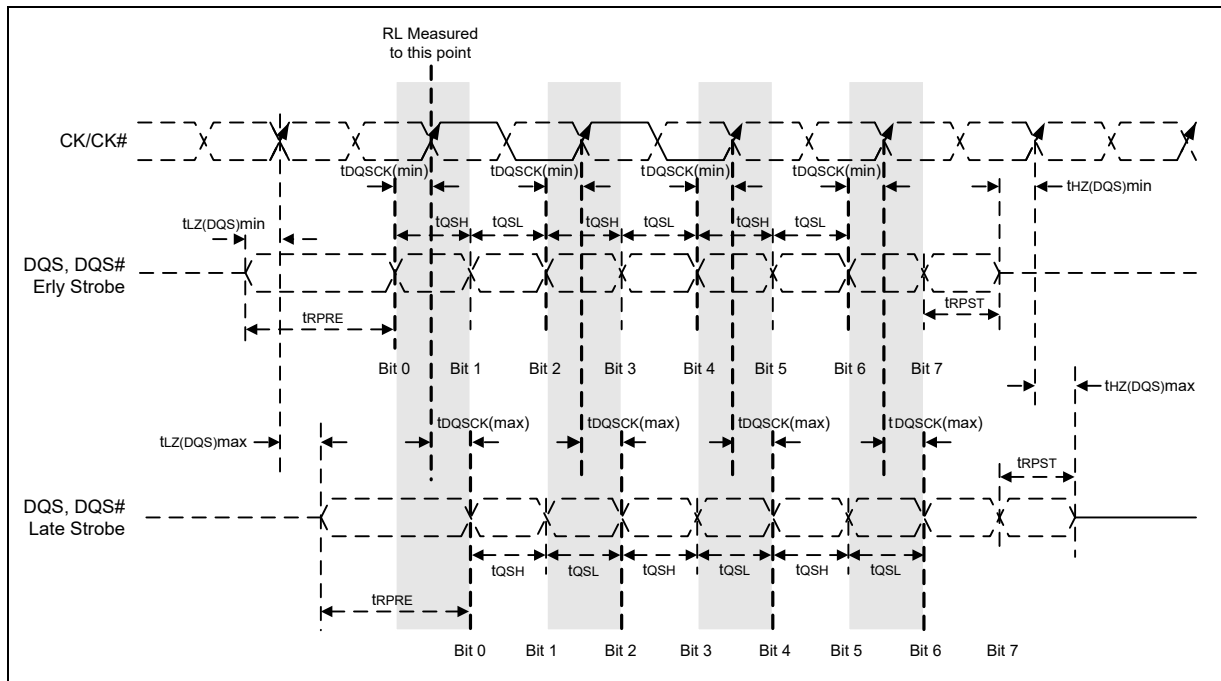 RL Measured
to this point
CK/CK#
tDQSCK(min) tDQSCK(min) tDQSCK(min) tDQSCK(min)
tHZ(DQS)min
tLZ(DQS)min
tQSH tQSL tQSH tQSL tQSH tQSL
DQS, DQS#
Erly Strobe
tRPRE
tRPST
Bit 0 Bit 1 Bit 2 Bit 3 Bit 4 Bit 5 Bit 6 Bit 7
tHZ(DQS)max
tDQSCK(max) tDQSCK(max) tDQSCK(max) tDQSCK(max)
tLZ(DQS)max
tRPST
DQS, DQS#
Late Strobe
tQSH tQSL tQSH tQSL tQSH tQSL
tRPRE
Bit 0 Bit 1 Bit 2 Bit 3 Bit 4 Bit 5 Bit 6 Bit 7